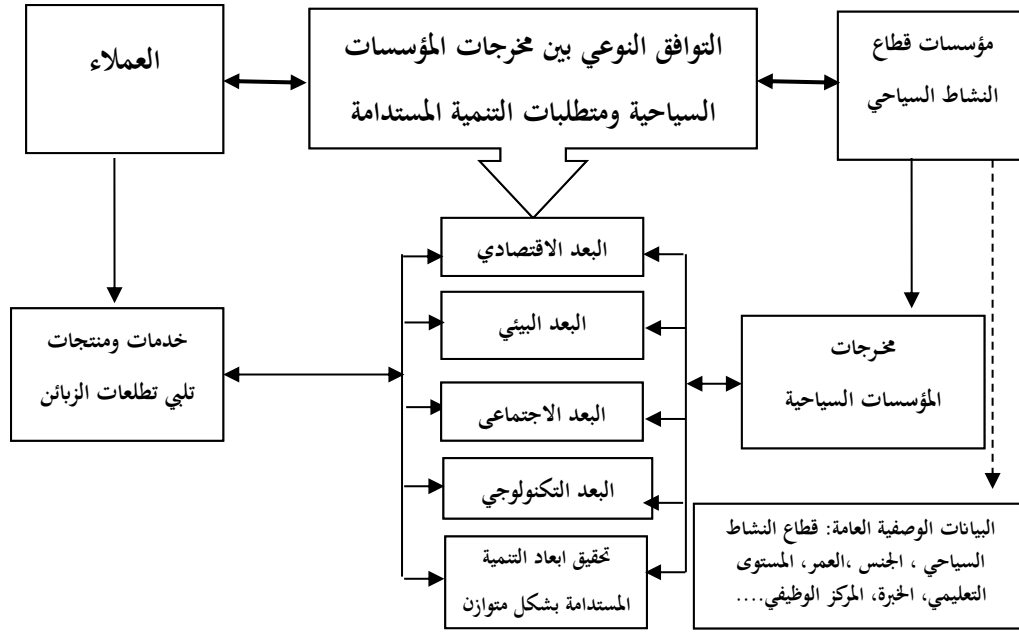 مؤسسات قطاع
النشاط السياحي
التوافق النوعي بين مخرجات المؤسسات
السياحية ومتطلبات التنمية المستدامة
العملاء
البعد الاقتصادي
البعد البيئي
البعد الاجتماعى
البعد التكنولوجي
تحقيق ابعاد التنمية
المستدامة بشكل متوازن
مخرجات
المؤسسات السياحية
خدمات ومنتجات
تلبي تطلعات الزبائن
البيانات الوصفية العامة: قطاع النشاط
السياحي ، الجنس ،العمر، المستوى
التعليمي، الخبرة، المركز الوظيفي....